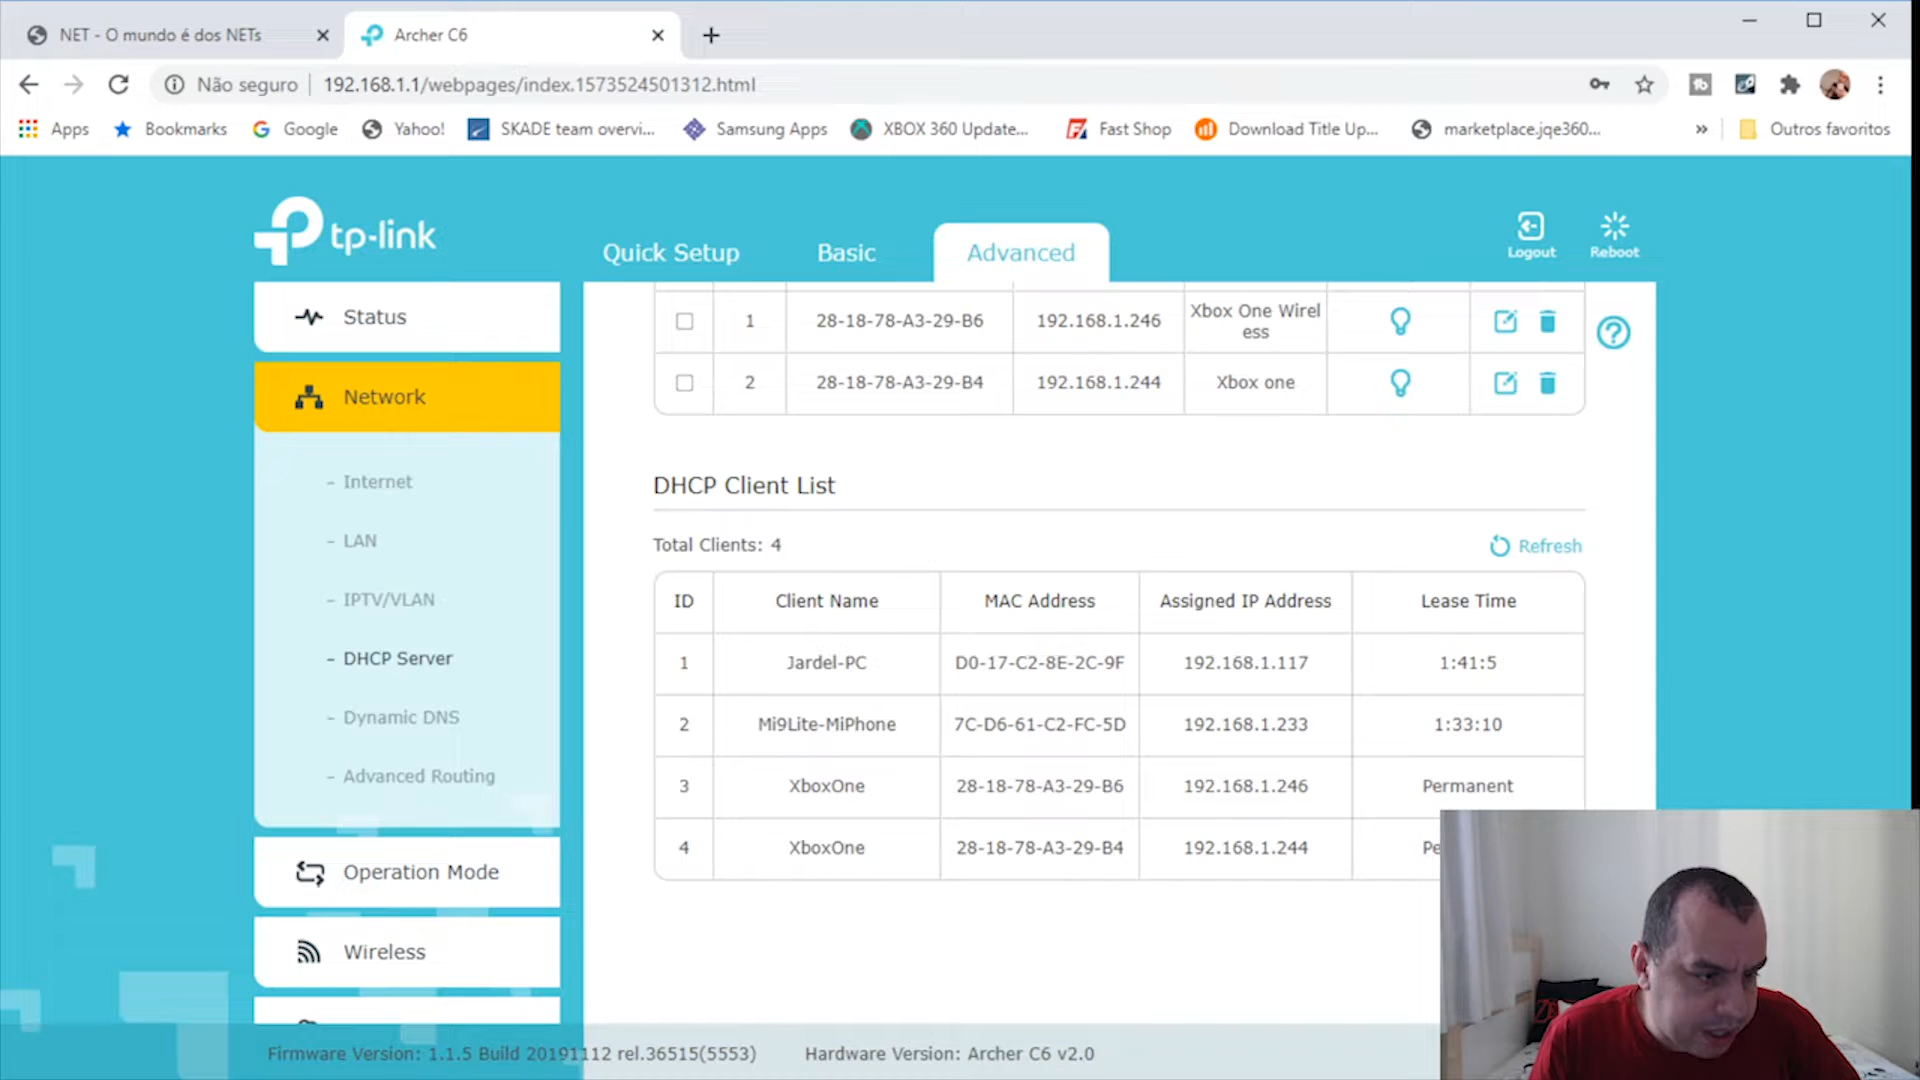 NET - O mundo é dos NETs
Archer C6
Não seguro
192.168.1.1/webpages/index.1573524501312.html
Apps
Bookmarks
Google
Yahoo!
SKADE team overvi...
Samsung Apps
XBOX 360 Update...
Fast Shop
Download Title Up...
marketplace.jqe360...
»
Outros favoritos
tp-link
Quick Setup
Basic
Advanced
Logout
Reboot
Status
Network
- Internet
- LAN
- IPTV/VLAN
- DHCP Server
- Dynamic DNS
- Advanced Routing
Operation Mode
Wireless
1 28-18-78-A3-29-B6 192.168.1.246 Xbox One Wirel
ess
2 28-18-78-A3-29-B4 192.168.1.244 Xbox one
DHCP Client List
Total Clients: 4
Refresh
ID Client Name MAC Address Assigned IP Address Lease Time
1 Jardel-PC D0-17-C2-8E-2C-9F 192.168.1.117 1:41:5
2 Mi9Lite-MiPhone 7C-D6-61-C2-FC-5D 192.168.1.233 1:33:10
3 XboxOne 28-18-78-A3-29-B6 192.168.1.246 Permanent
4 XboxOne 28-18-78-A3-29-B4 192.168.1.244 Pe
Firmware Version: 1.1.5 Build 20191112 rel.36515(5553)
Hardware Version: Archer C6 v2.0